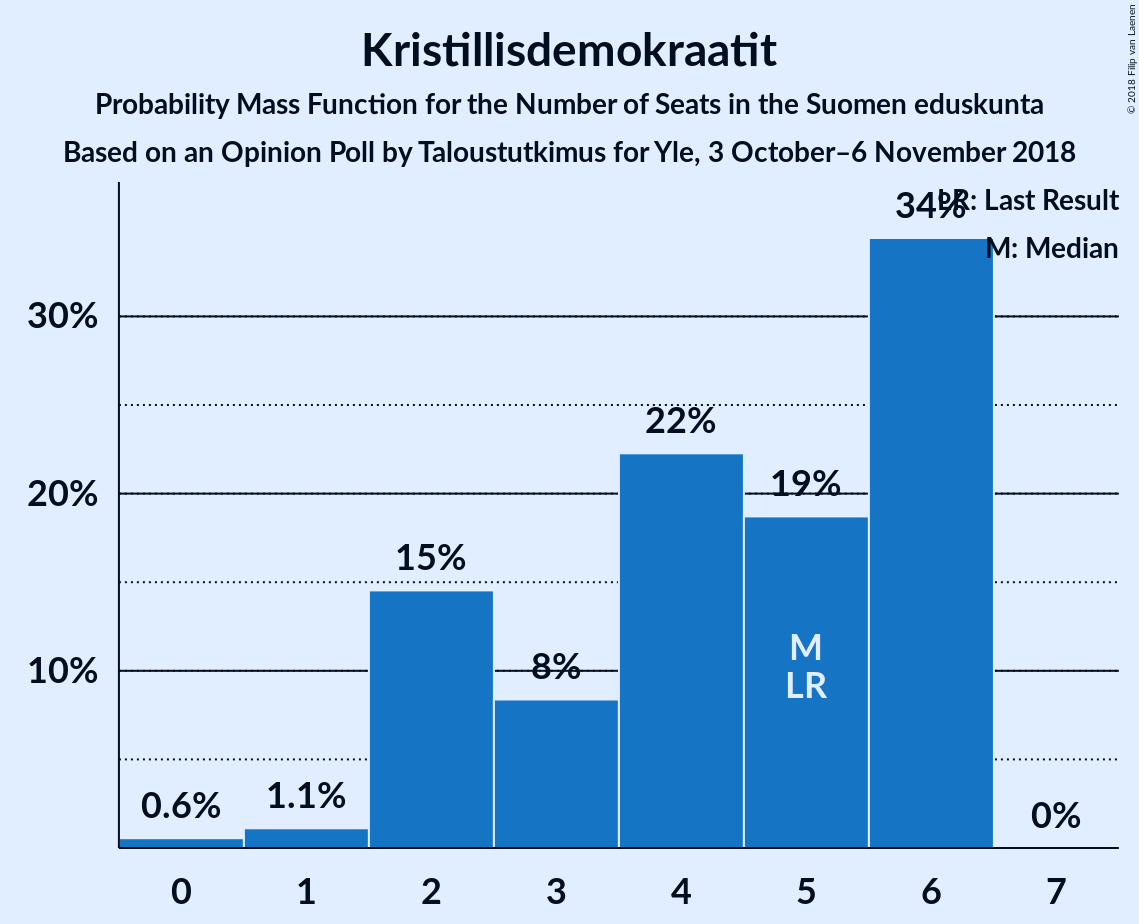 Kristillisdemokraatit
Probability Mass Function for the Number of Seats in the Suomen eduskunta
Based on an Opinion Poll by Taloustutkimus for Yle, 3 October–6 November 2018
© 2018 Filip van Laenen
LR: Last Result
M: Median
34%
30%
22%
20%
19%
15%
10%
8%
M
LR
0.6%
1.1%
0%
0 1 2 3 4 5 6 7